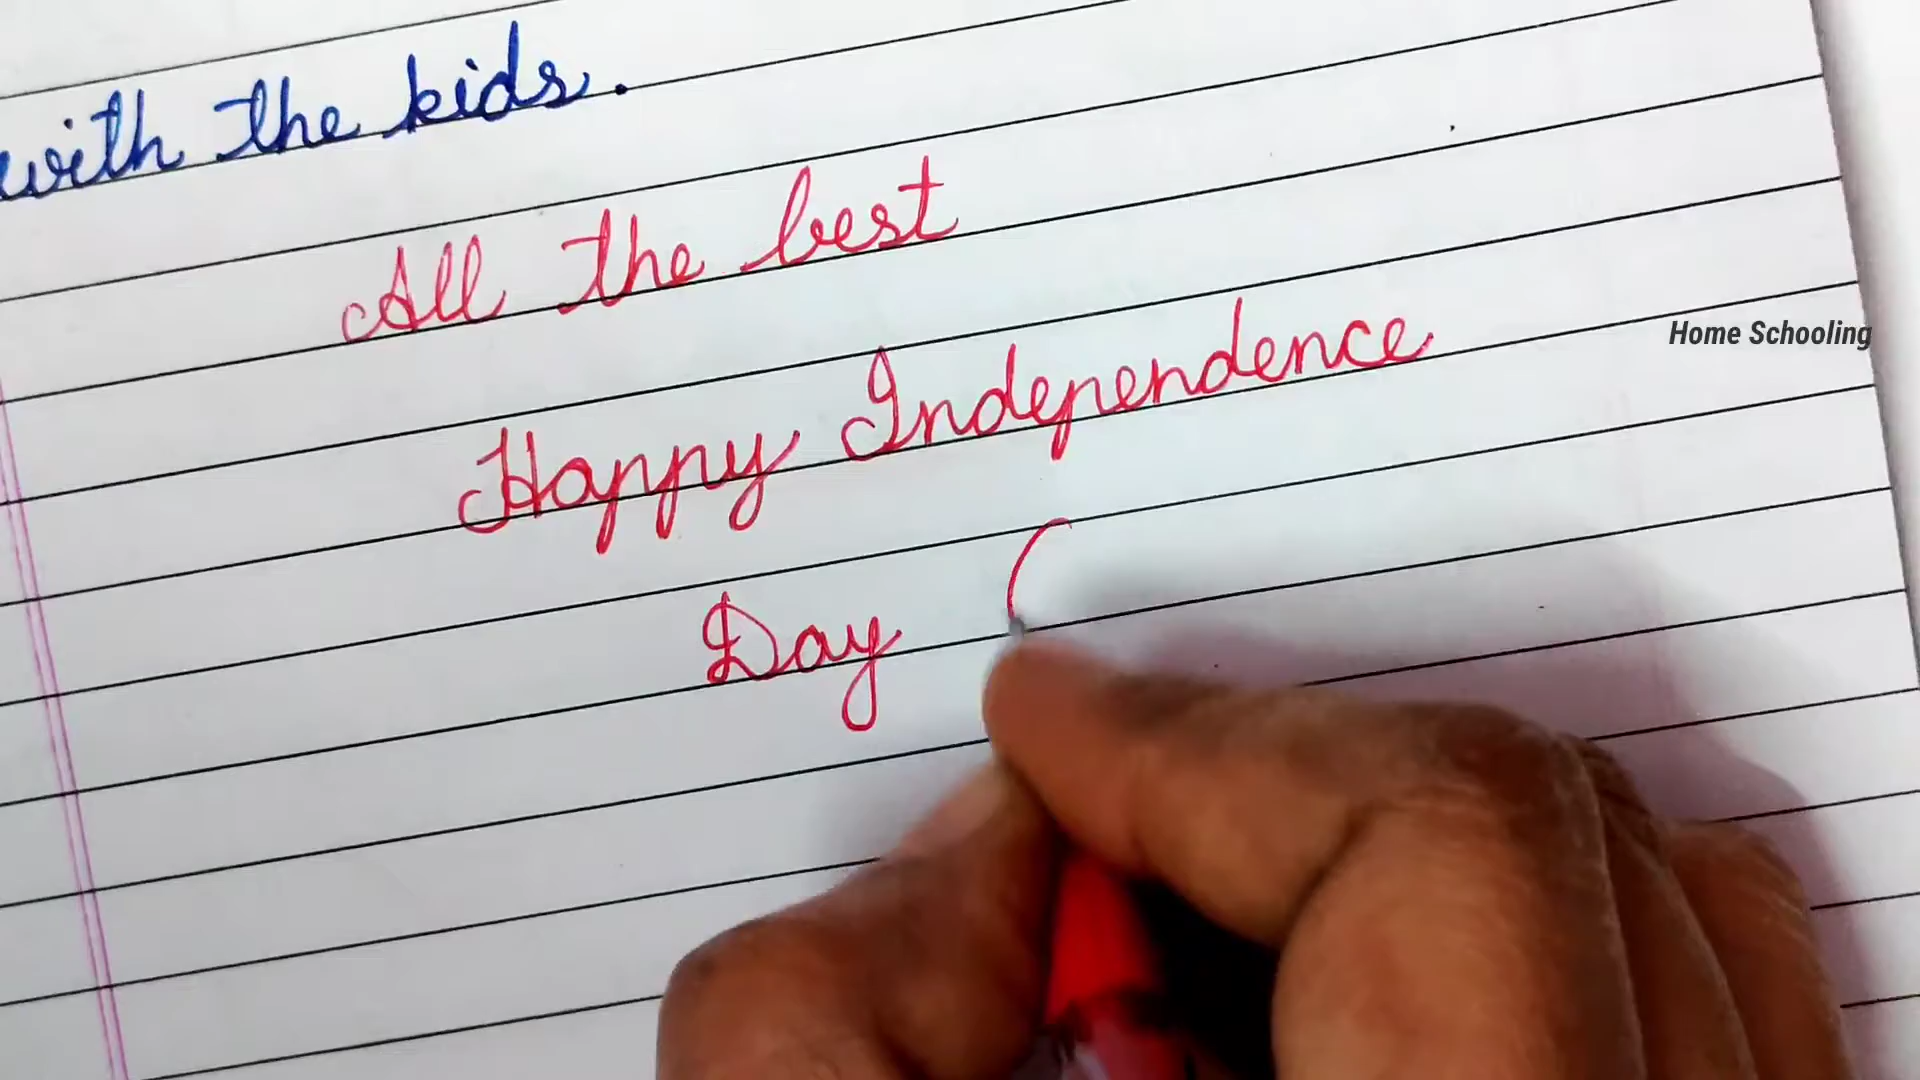 with the kids.
All the best
Happy Independence
Home Schooling
Day (